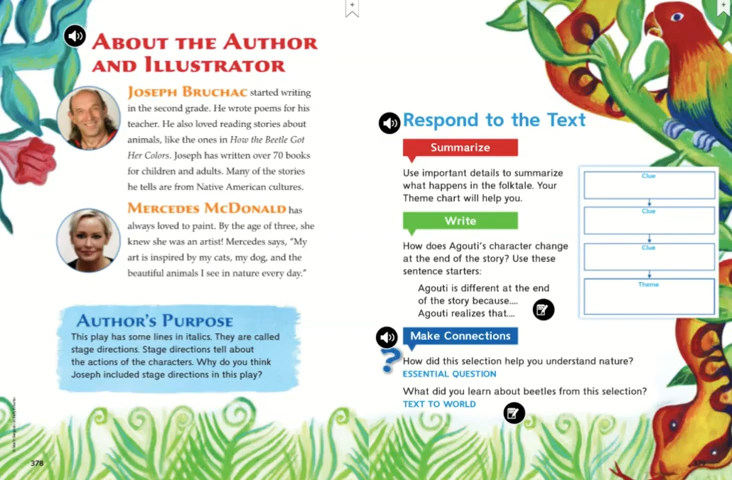 ABOUT THE AUTHOR
AND ILLUSTRATOR
JOSEPH BRUCHAC started writing
in the second grade. He wrote poems for his
teacher. He also loved reading stories about
animals, like the ones in How the Beetle Got
Her Colors. Joseph has written over 70 books
for children and adults. Many of the stories
he tells are from Native American cultures.
MERCEDES MCDONALD has
always loved to paint. By the age of three, she
knew she was an artist! Mercedes says, "My
art is inspired by my cats, my dog, and the
beautiful animals I see in nature every day."
AUTHOR'S PURPOSE
This play has some lines in italics. They are called
stage directions. Stage directions tell about
the actions of the characters. Why do you think
Joseph included stage directions in this play?
378
Respond to the Text
Summarize
Use important details to summarize
what happens in the folktale. Your
Theme chart will help you.
Clue
Clue
Clue
Theme
Write
How does Agouti's character change
at the end of the story? Use these
sentence starters:
Agouti is different at the end
of the story because....
Agouti realizes that...
Make Connections
?
How did this selection help you understand nature?
ESSENTIAL QUESTION
What did you learn about beetles from this selection?
TEXT TO WORLD